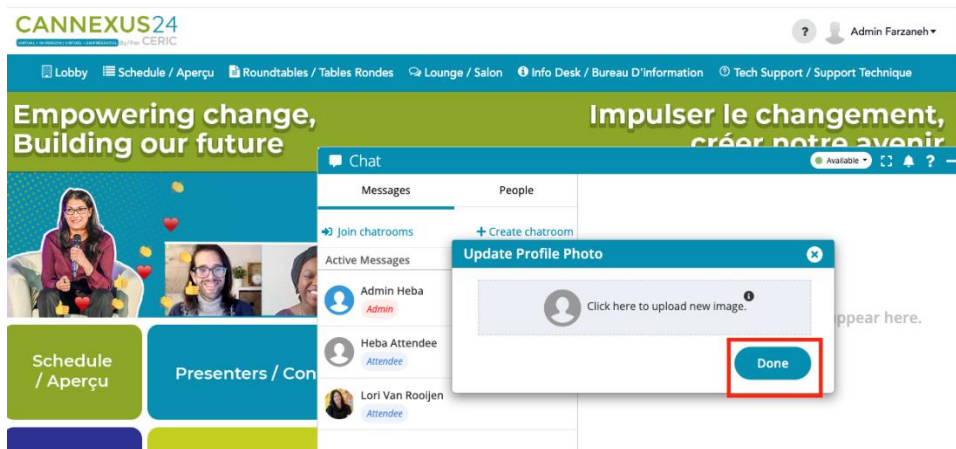 CANNEXUS24
By/Par CERIC
?
Admin Farzaneh
Lobby
Schedule / Aperçu
Roundtables / Tables Rondes
Lounge / Salon
Info Desk / Bureau D'information
Tech Support / Support Technique
Empowering change,
Building our future
Impulser le changement,
créer notre avenir
Chat
Available
?
Messages
People
Join chatrooms
+ Create chatroom
Active Messages
Admin Heba
Admin
Heba Attendee
Attendee
Lori Van Rooijen
Attendee
Update Profile Photo
Click here to upload new image.
Done
appear here.
Schedule
/ Aperçu
Presenters / Con